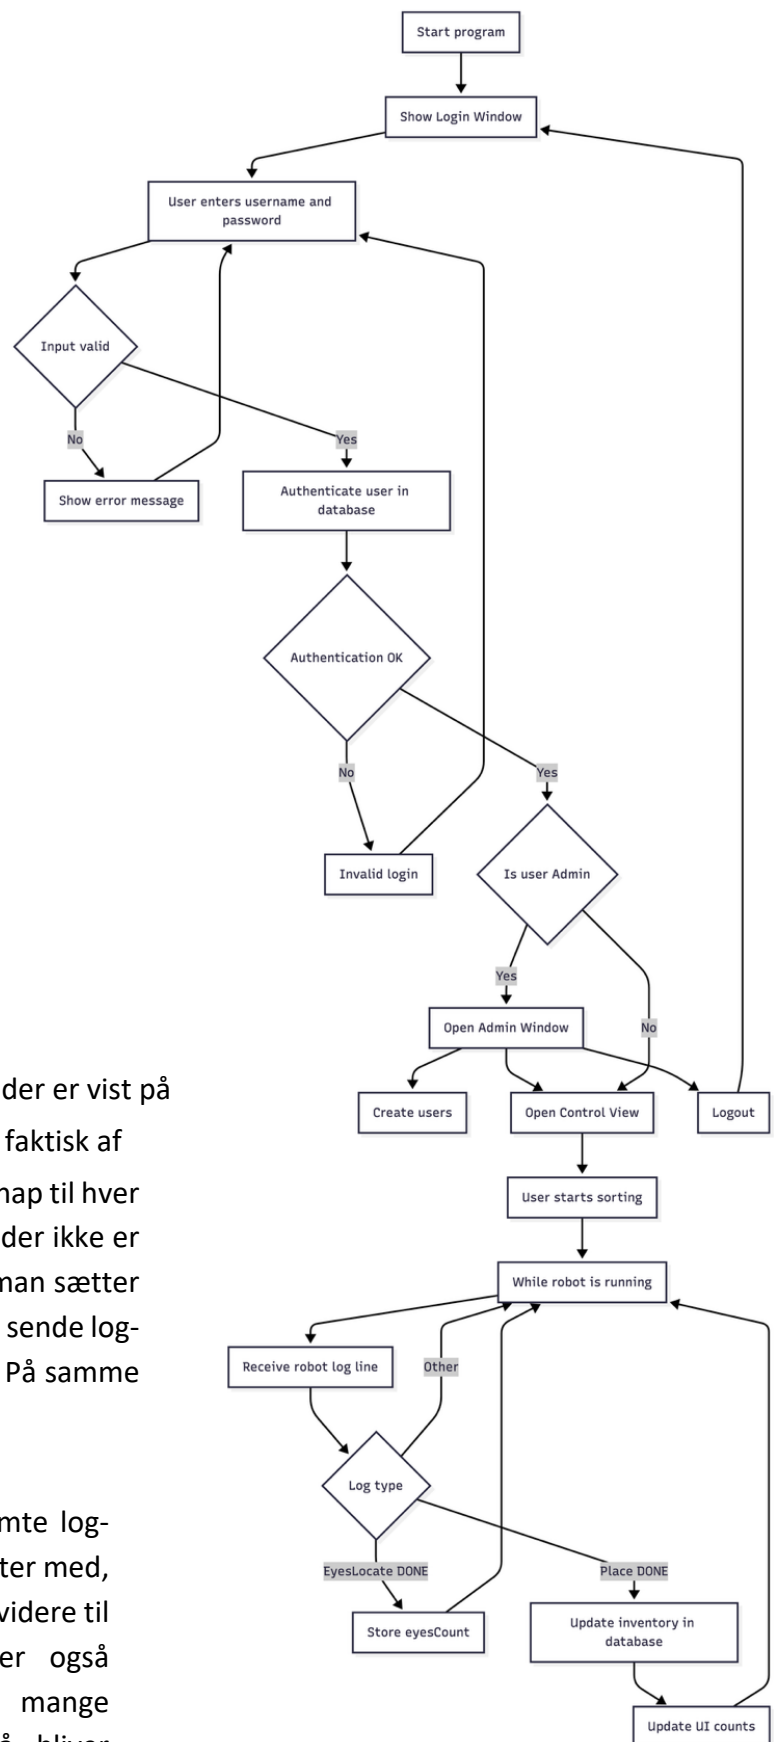 Start program
Show Login Window
User enters username and
password
Input valid
No
Yes
Show error message
Authenticate user in
database
Authentication OK
No
Yes
Invalid login
Is user Admin
Yes
No
Open Admin Window
Create users
Open Control View
Logout
User starts sorting
While robot is running
Receive robot log line
Other
Log type
EyesLocate DONE
Place DONE
Store eyesCount
Update inventory in
database
Update UI counts
der er vist på
faktisk af
nap til hver
der ikke er
man sætter
sende log-
På samme
mte log-
ter med,
videre til
er også
mange
bliver